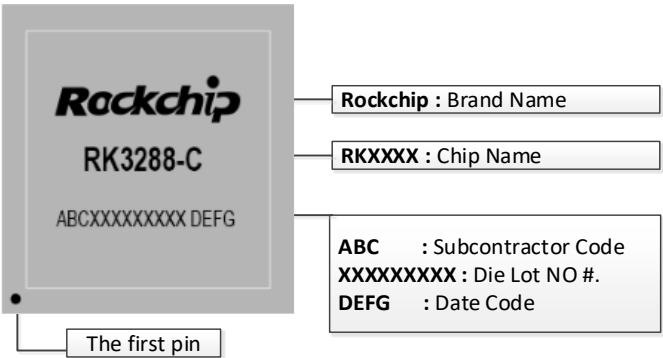 Rockchip
RK3288-C
ABCXXXXXXXXX DEFG
Rockchip : Brand Name
RKXXXX : Chip Name
ABC : Subcontractor Code
XXXXXXXXX : Die Lot NO #.
DEFG : Date Code
The first pin